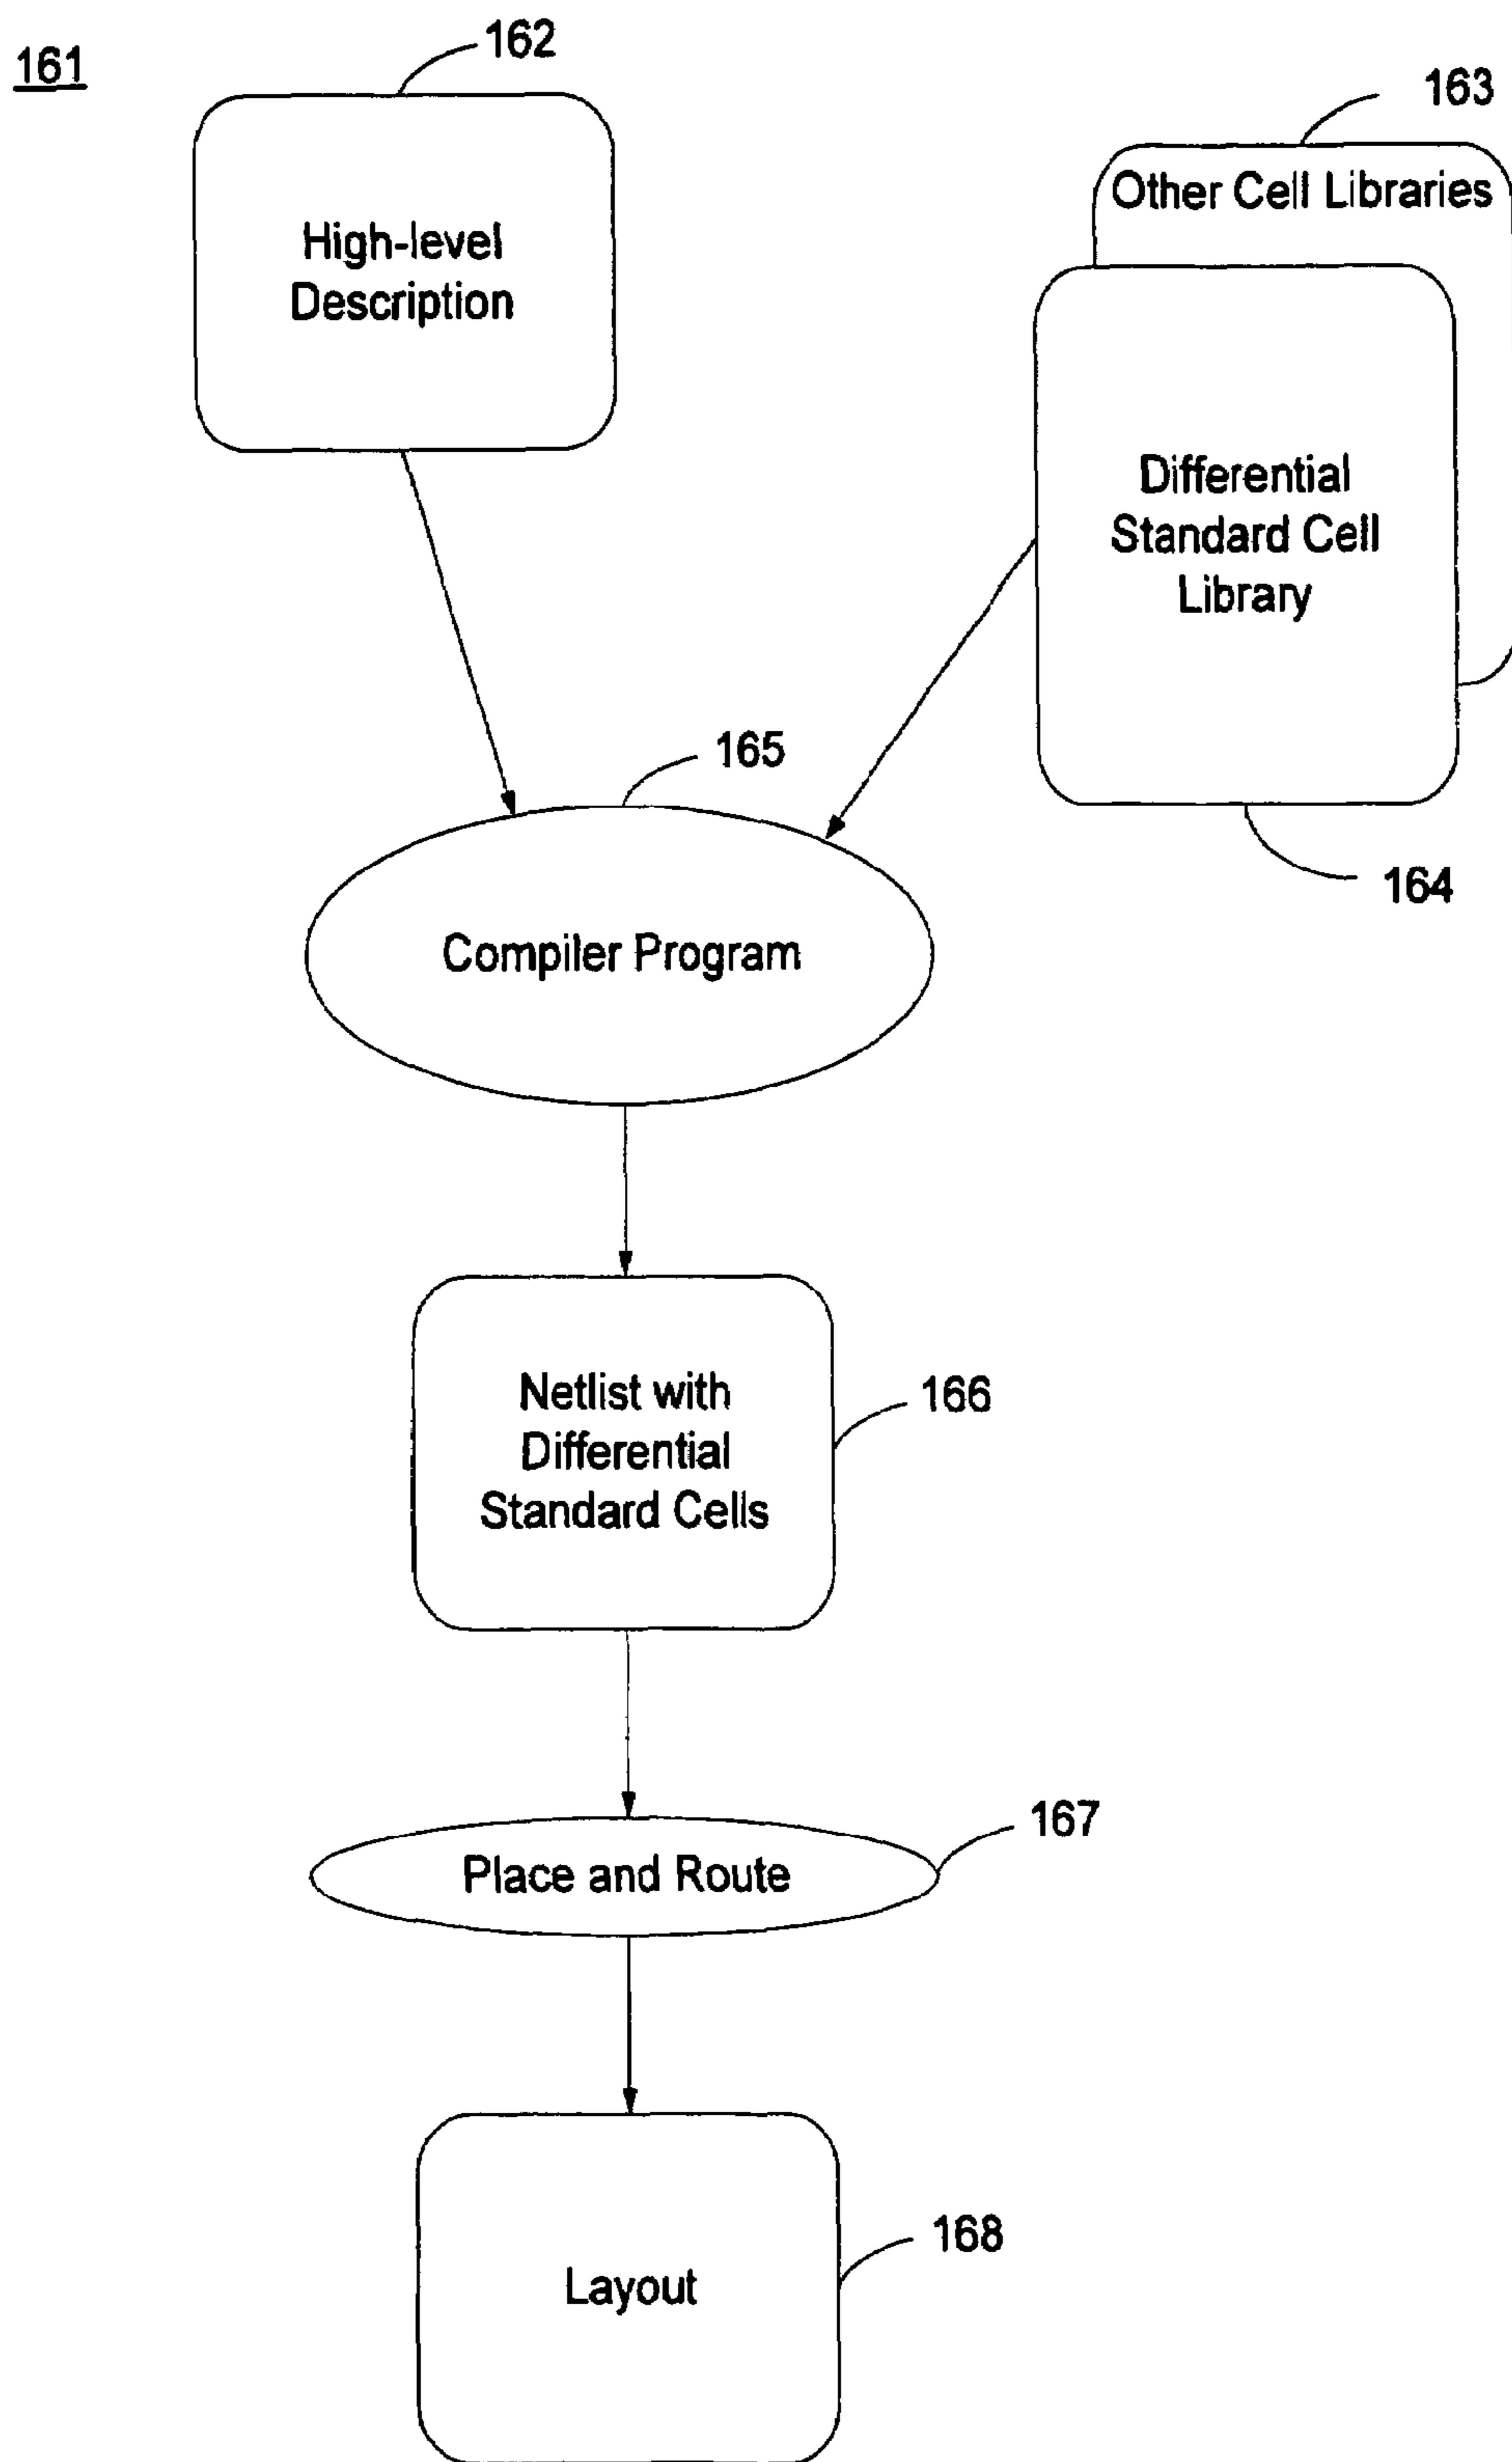 161
162
163
High-level
Description
Other Cell Libraries
Differential
Standard Cell
Library
164
165
Compiler Program
Netlist with
Differential
Standard Cells
166
Place and Route
167
Layout
168